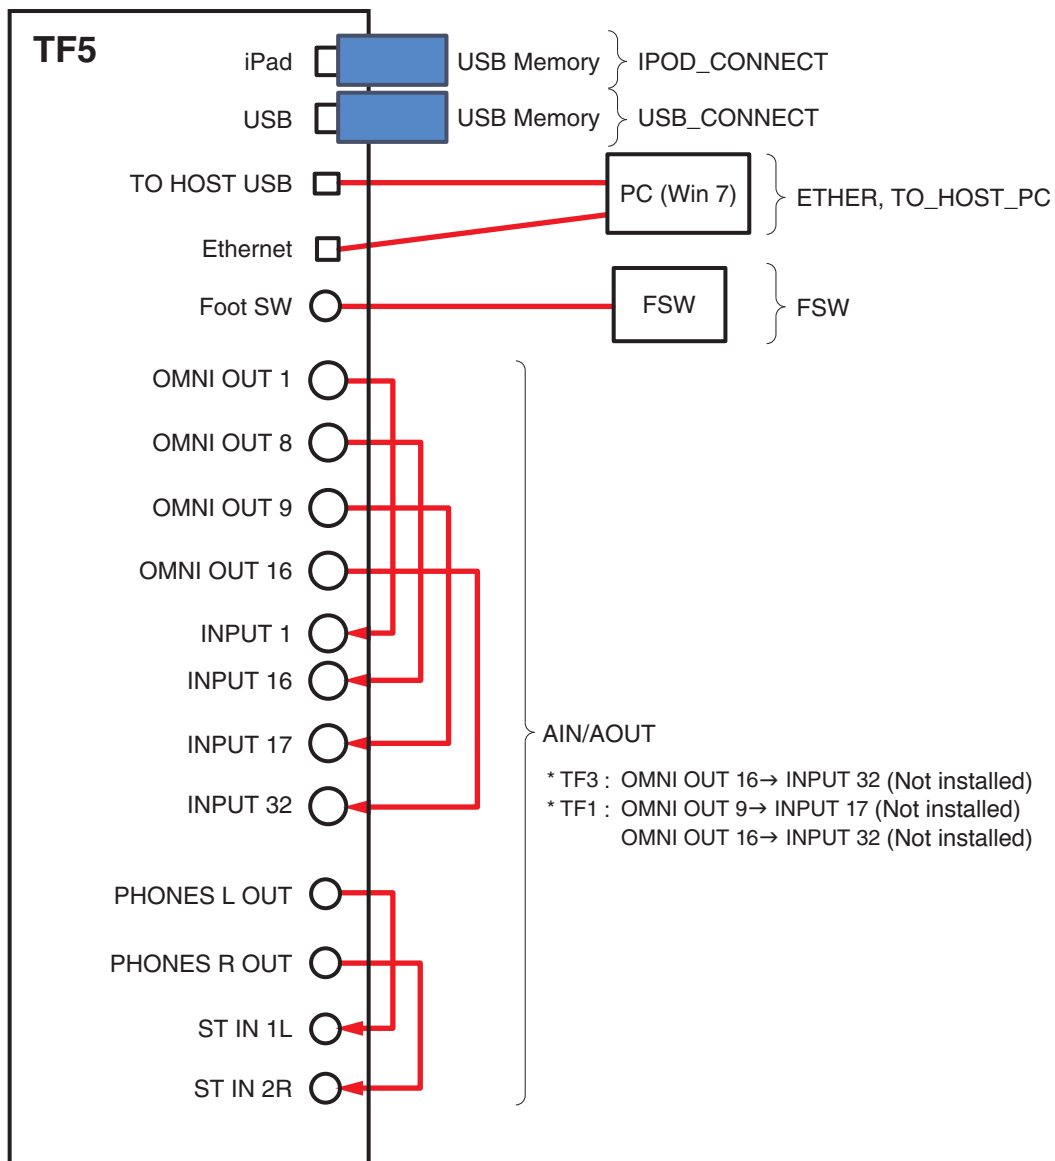 TF5
iPad USB Memory IPOD_CONNECT
USB USB Memory USB_CONNECT
TO HOST USB PC (Win 7) ETHER, TO_HOST_PC
Ethernet
Foot SW FSW FSW
OMNI OUT 1
OMNI OUT 8
OMNI OUT 9
OMNI OUT 16
INPUT 1
INPUT 16
INPUT 17
INPUT 32
AIN/AOUT
* TF3 : OMNI OUT 16→ INPUT 32 (Not installed)
* TF1 : OMNI OUT 9→ INPUT 17 (Not installed)
OMNI OUT 16→ INPUT 32 (Not installed)
PHONES L OUT
PHONES R OUT
ST IN 1L
ST IN 2R